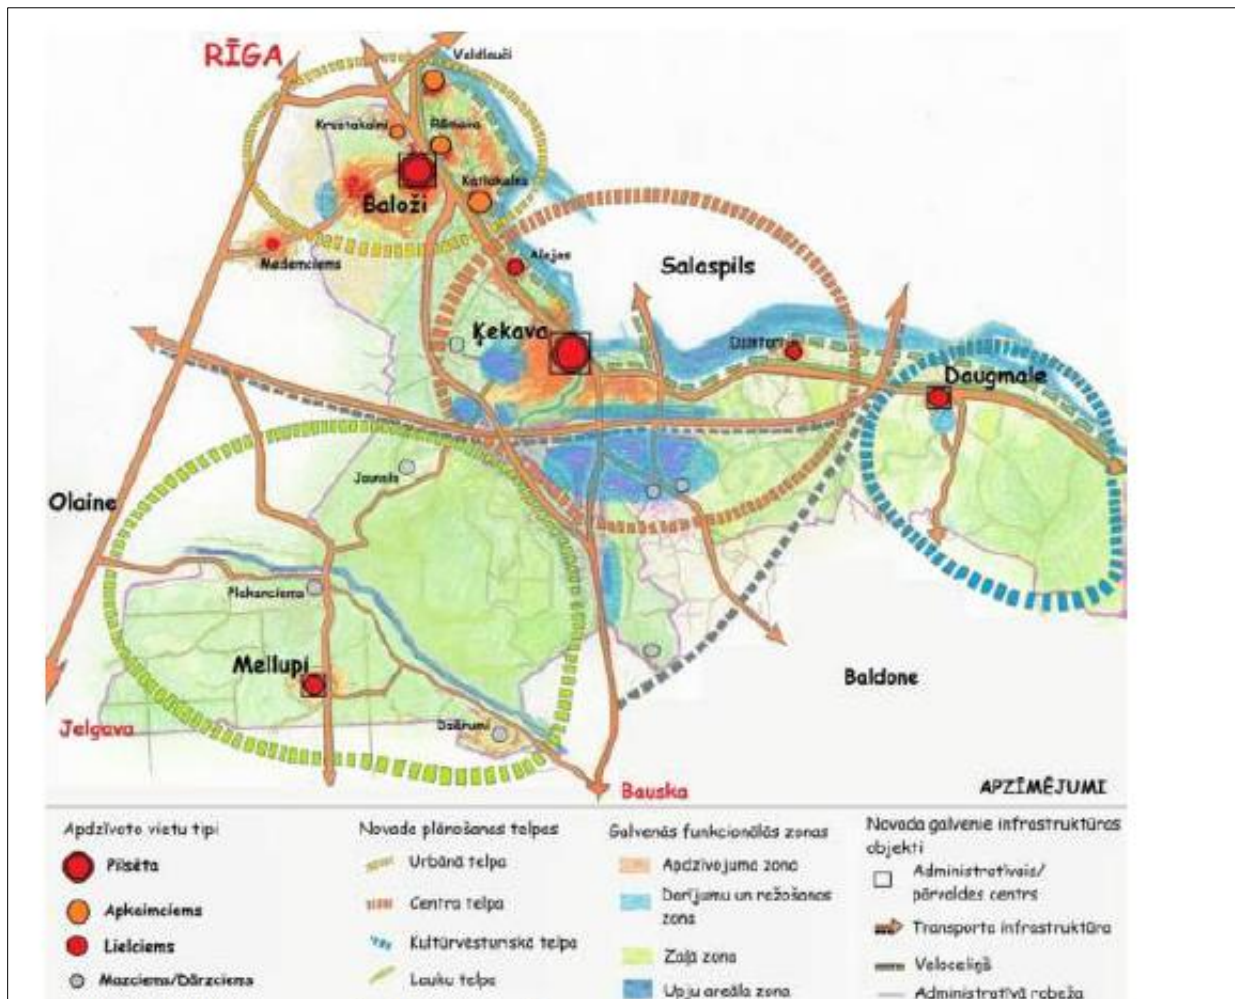 RĪGA
Valdlauči
Krustakalni
Rāmava
Katlakalns
Baloži
Medemciems
Alejas
Salaspils
Ķekava
Dzintari
Daugmale
Jaunsils
Olaine
Plakanciems
Mellupi
Baldone
Dzērumi
Jelgava
Bauska
APZĪMĒJUMI
Apdzīvoto vietu tipi
Pilsēta
Apkaimciems
Lielciems
Mazciems/Dārzciems
Novada plānošanas telpas
Urbānā telpa
Centra telpa
Kultūrvēsturiskā telpa
Lauku telpa
Galvenās funkcionālās zonas
Apdzīvojuma zona
Darījumu un ražošanas
zona
Zaļā zona
Upju areāla zona
Novada galvenie infrastruktūras
objekti
Administratīvais/
pārvaldes centrs
Transporta infrastruktūra
Veloceliņš
Administratīvā robeža